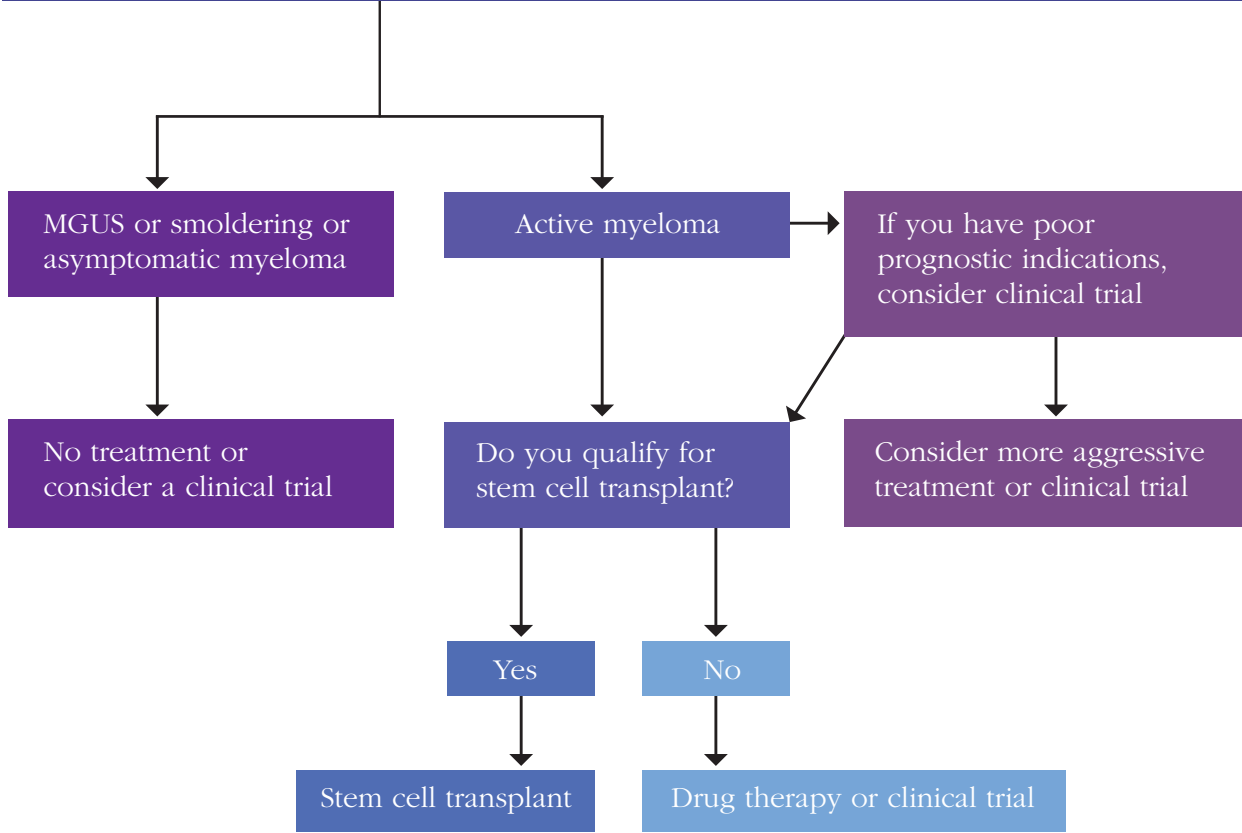 MGUS or smoldering or
asymptomatic myeloma
Active myeloma
If you have poor
prognostic indications,
consider clinical trial
No treatment or
consider a clinical trial
Do you qualify for
stem cell transplant?
Consider more aggressive
treatment or clinical trial
Yes
No
Stem cell transplant
Drug therapy or clinical trial